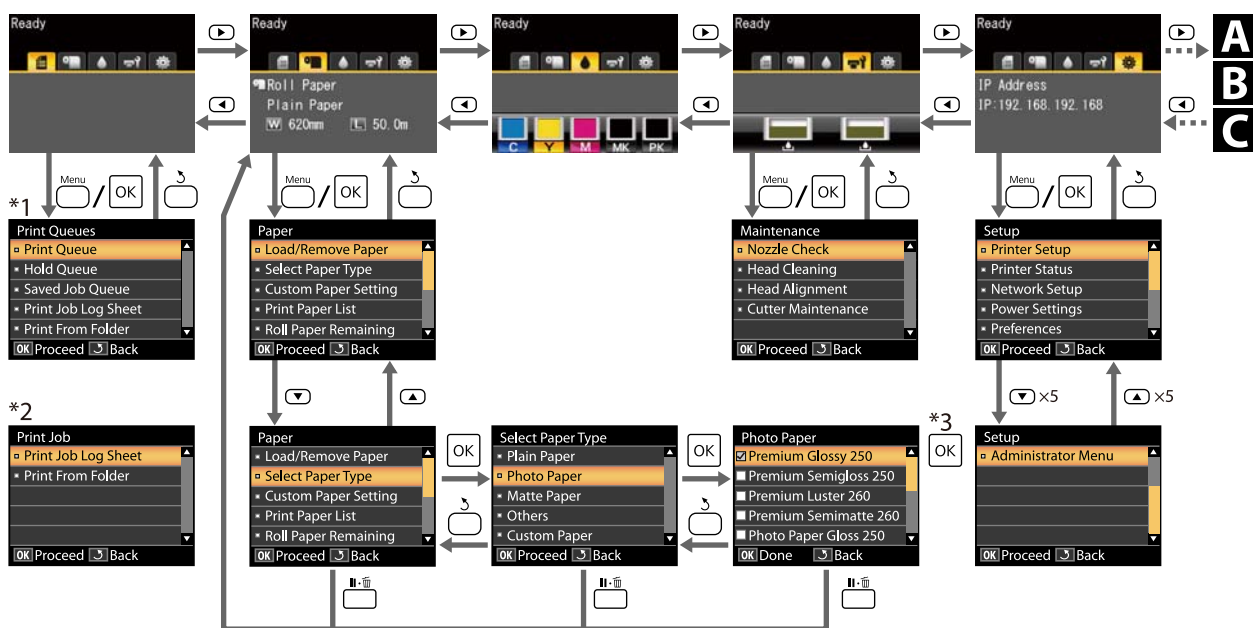 Ready
Ready
Ready
Ready
Ready
A
B
C
Roll Paper
Plain Paper
W 620mm L 50.0m
C Y M MK PK
IP Address
IP:192.168.192.168
Menu / OK
Menu / OK
Menu / OK
Menu / OK
*1
Print Queues
Print Queue
Hold Queue
Saved Job Queue
Print Job Log Sheet
Print From Folder
OK Proceed Back
Paper
Load/Remove Paper
Select Paper Type
Custom Paper Setting
Print Paper List
Roll Paper Remaining
OK Proceed Back
Maintenance
Nozzle Check
Head Cleaning
Head Alignment
Cutter Maintenance
OK Proceed Back
Setup
Printer Setup
Printer Status
Network Setup
Power Settings
Preferences
OK Proceed Back
×5
×5
*2
Print Job
Print Job Log Sheet
Print From Folder
OK Proceed Back
Paper
Load/Remove Paper
Select Paper Type
Custom Paper Setting
Print Paper List
Roll Paper Remaining
OK Proceed Back
OK
Select Paper Type
Plain Paper
Photo Paper
Matte Paper
Others
Custom Paper
OK Proceed Back
OK
Photo Paper
Premium Glossy 250
Premium Semigloss 250
Premium Luster 260
Premium Semimatte 260
Photo Paper Gloss 250
OK Done Back
*3
OK
Setup
Administrator Menu
OK Proceed Back